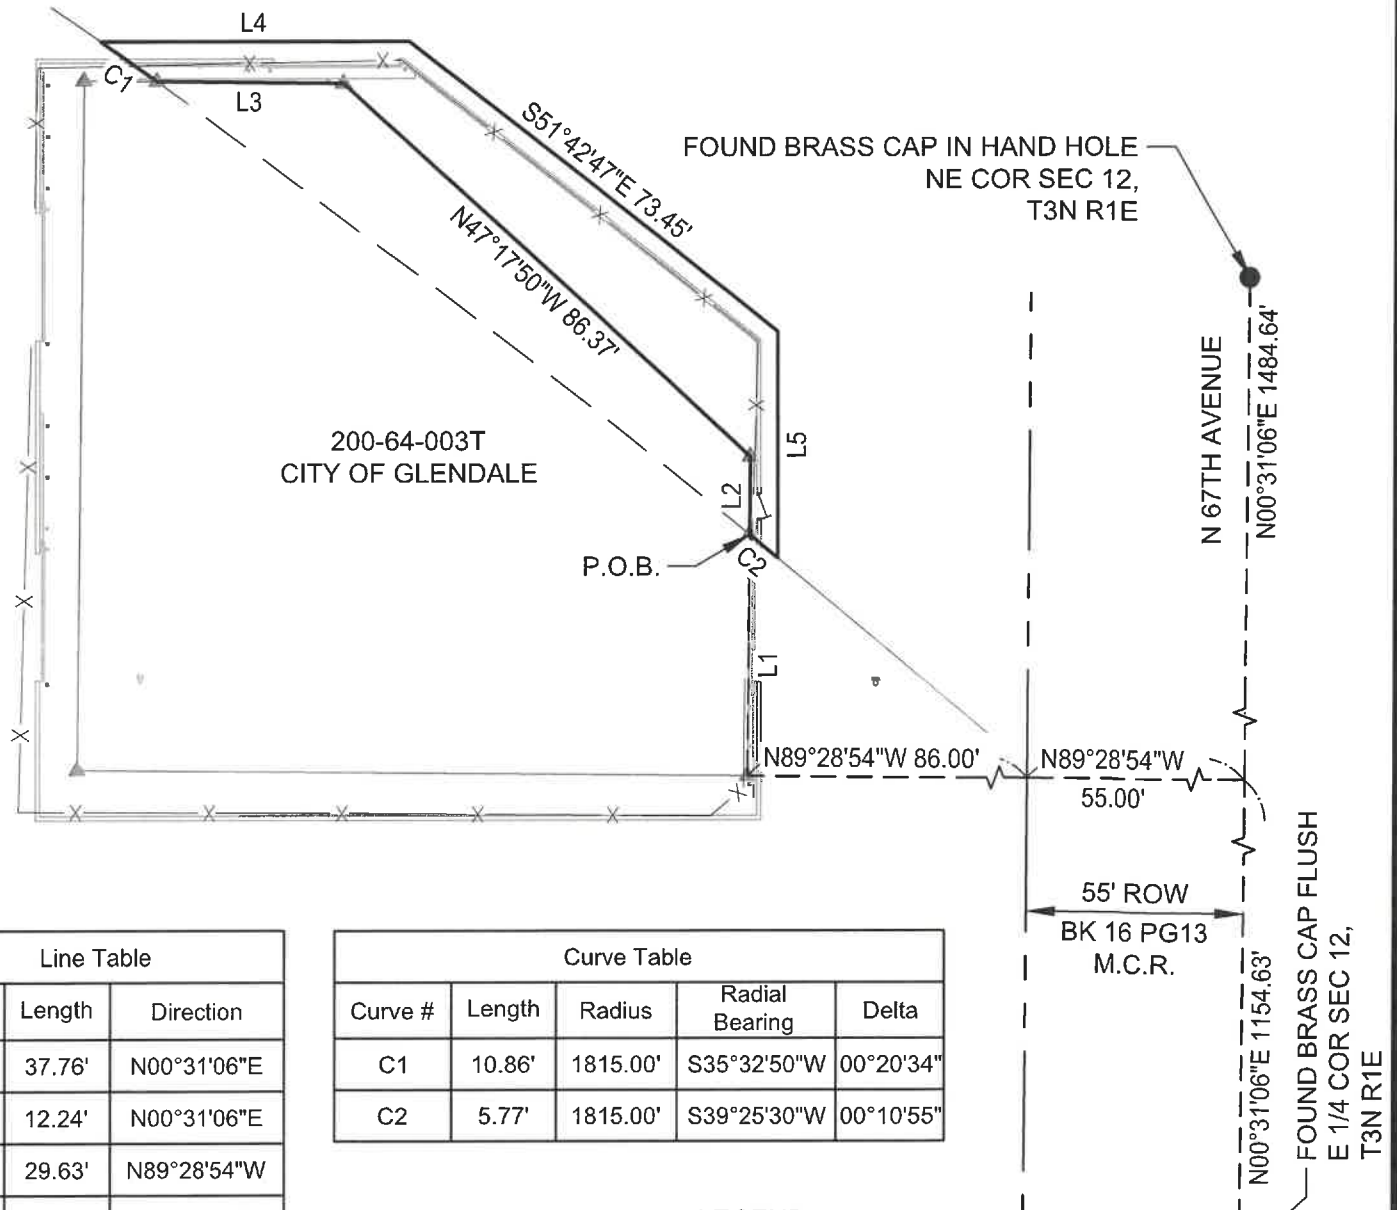 L4
C1
L3
S51°42'47"E 73.45'
N47°17'50"W 86.37'
FOUND BRASS CAP IN HAND HOLE
NE COR SEC 12,
T3N R1E
N 67TH AVENUE
N00°31'06"E 1484.64'
200-64-003T
CITY OF GLENDALE
L5
L2
P.O.B.
C2
L1
N89°28'54"W 86.00'
N89°28'54"W
55.00'
55' ROW
BK 16 PG13
M.C.R.
N00°31'06"E 1154.63'
FOUND BRASS CAP FLUSH
E 1/4 COR SEC 12,
T3N R1E
Line Table
Length Direction
37.76' N00°31'06"E
12.24' N00°31'06"E
29.63' N89°28'54"W
Curve Table
Curve # Length Radius Radial Bearing Delta
C1 10.86' 1815.00' S35°32'50"W 00°20'34"
C2 5.77' 1815.00' S39°25'30"W 00°10'55"